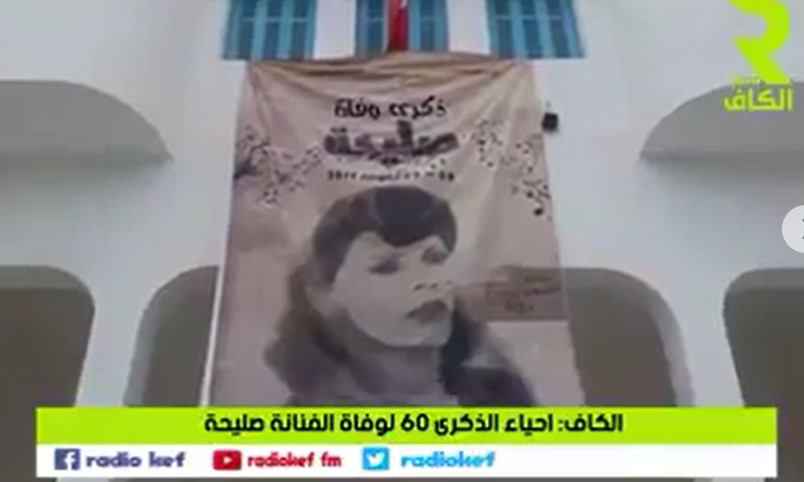 الكاف
ذكرى وفاة
صليحة
الكاف: احياء الذكرى 60 لوفاة الفنانة صليحة
radio kef
radiokef fm
radiokef